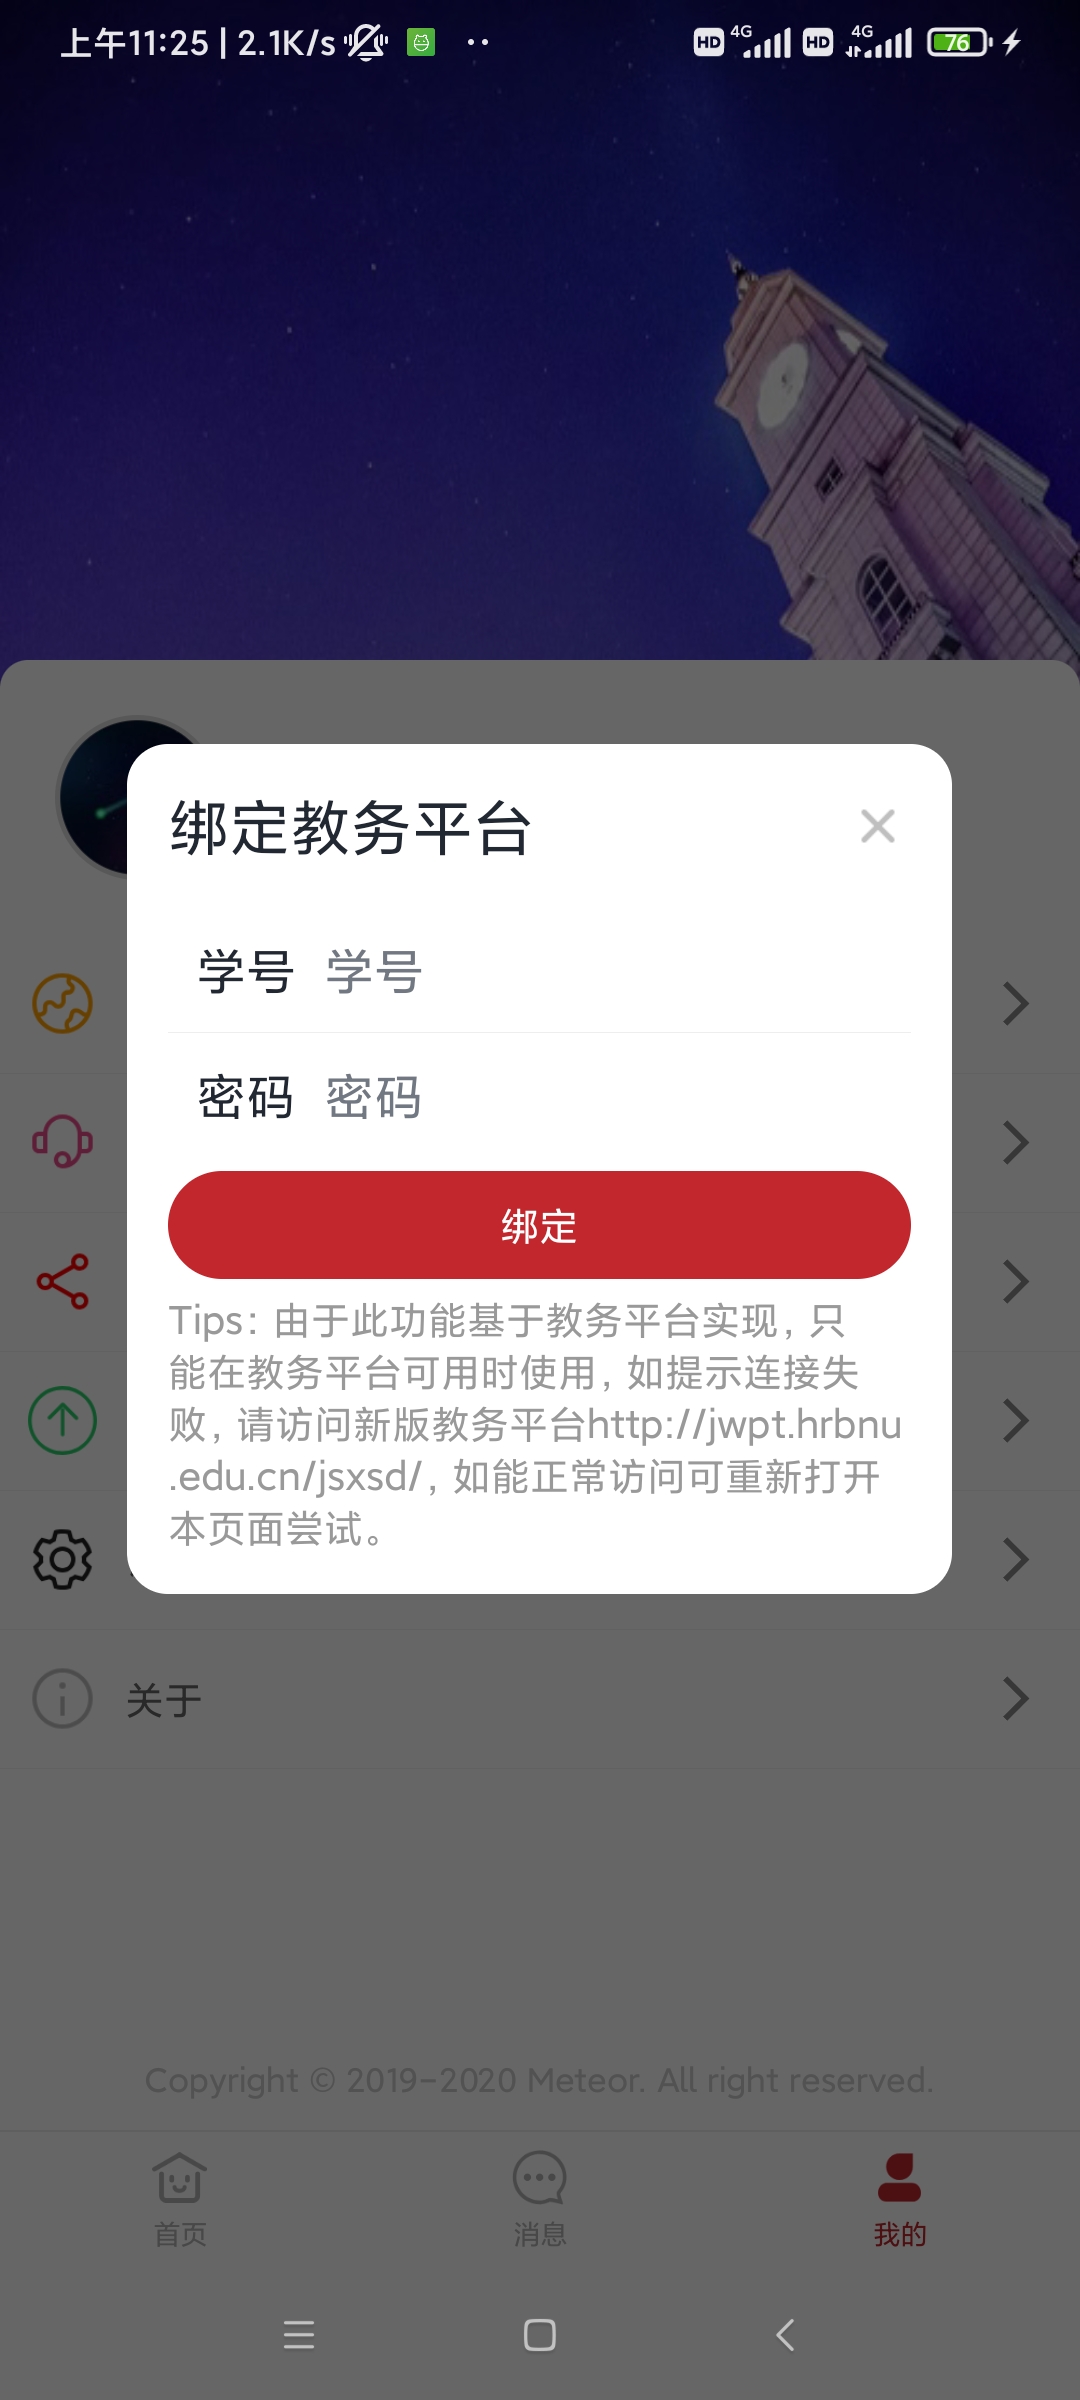 上午11:25 | 2.1K/s
HD 4G HD 4G 76
绑定教务平台
学号 学号
密码 密码
绑定
Tips: 由于此功能基于教务平台实现, 只
能在教务平台可用时使用, 如提示连接失
败, 请访问新版教务平台http://jwpt.hrbnu
.edu.cn/jsxsd/, 如能正常访问可重新打开
本页面尝试。
关于
Copyright © 2019-2020 Meteor. All right reserved.
首页 消息 我的